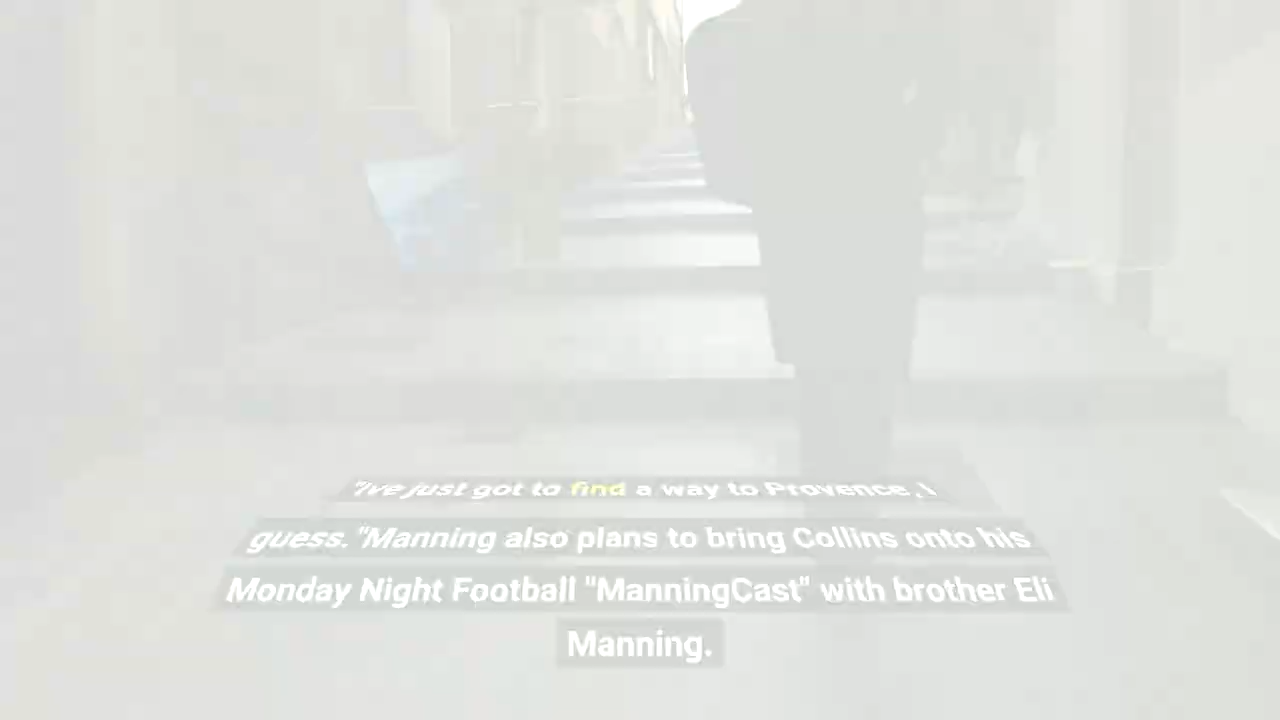 "Ive just got to find a way to Provence, I
guess. "Manning also plans to bring Collins onto his
Monday Night Football "ManningCast" with brother Eli
Manning.